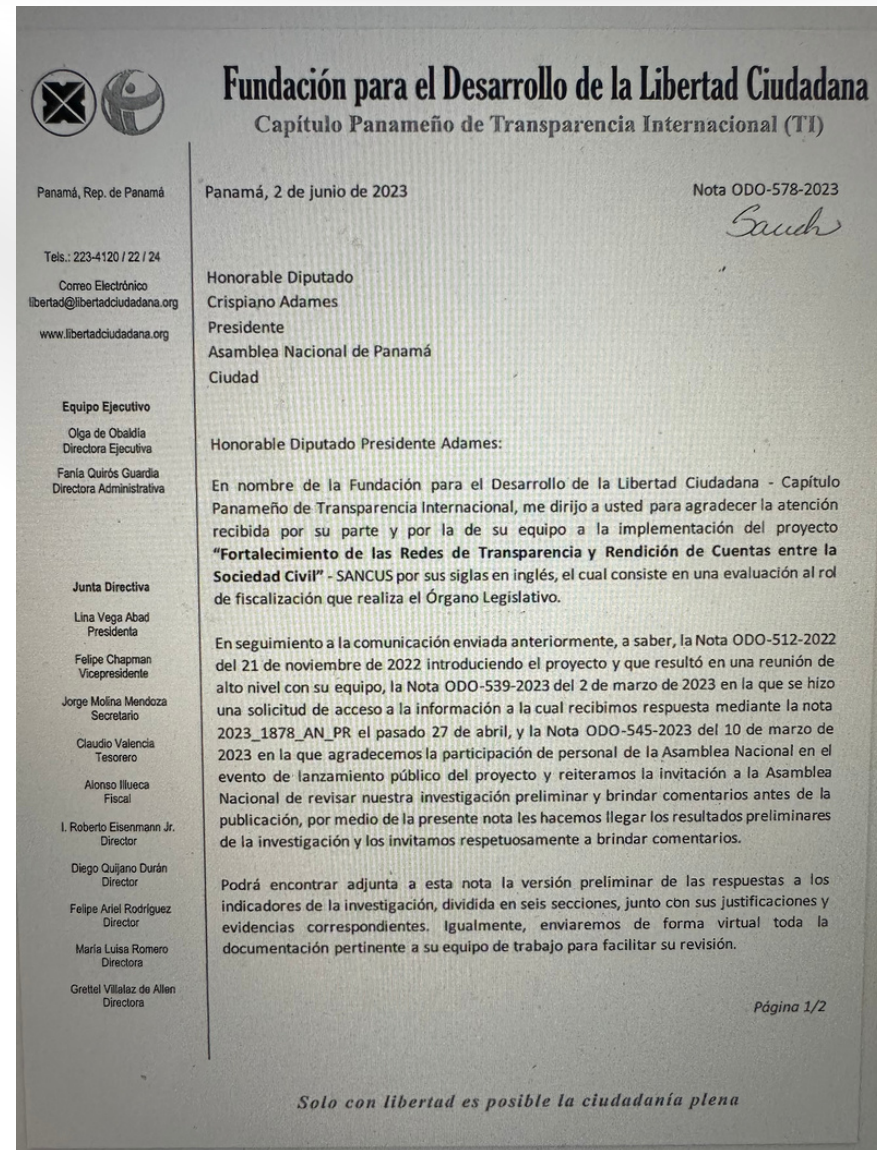 Fundación para el Desarrollo de la Libertad Ciudadana
Capítulo Panameño de Transparencia Internacional (TI)
Panamá, Rep. de Panamá
Tels.: 223-4120 / 22 / 24
Correo Electrónico
libertad@libertadciudadana.org
www.libertadciudadana.org
Equipo Ejecutivo
Olga de Obaldía
Directora Ejecutiva
Fanía Quirós Guardia
Directora Administrativa
Junta Directiva
Lina Vega Abad
Presidenta
Felipe Chapman
Vicepresidente
Jorge Molina Mendoza
Secretario
Claudio Valencia
Tesorero
Alonso Illueca
Fiscal
I. Roberto Eisenmann Jr.
Director
Diego Quijano Durán
Director
Felipe Ariel Rodríguez
Director
María Luisa Romero
Directora
Grettel Villalaz de Allen
Directora
Panamá, 2 de junio de 2023
Nota ODO-578-2023
Honorable Diputado
Crispiano Adames
Presidente
Asamblea Nacional de Panamá
Ciudad
Honorable Diputado Presidente Adames:
En nombre de la Fundación para el Desarrollo de la Libertad Ciudadana - Capítulo
Panameño de Transparencia Internacional, me dirijo a usted para agradecer la atención
recibida por su parte y por la de su equipo a la implementación del proyecto
“Fortalecimiento de las Redes de Transparencia y Rendición de Cuentas entre la
Sociedad Civil” - SANCUS por sus siglas en inglés, el cual consiste en una evaluación al rol
de fiscalización que realiza el Órgano Legislativo.
En seguimiento a la comunicación enviada anteriormente, a saber, la Nota ODO-512-2022
del 21 de noviembre de 2022 introduciendo el proyecto y que resultó en una reunión de
alto nivel con su equipo, la Nota ODO-539-2023 del 2 de marzo de 2023 en la que se hizo
una solicitud de acceso a la información a la cual recibimos respuesta mediante la nota
2023_1878_AN_PR el pasado 27 de abril, y la Nota ODO-545-2023 del 10 de marzo de
2023 en la que agradecemos la participación de personal de la Asamblea Nacional en el
evento de lanzamiento público del proyecto y reiteramos la invitación a la Asamblea
Nacional de revisar nuestra investigación preliminar y brindar comentarios antes de la
publicación, por medio de la presente nota les hacemos llegar los resultados preliminares
de la investigación y los invitamos respetuosamente a brindar comentarios.
Podrá encontrar adjunta a esta nota la versión preliminar de las respuestas a los
indicadores de la investigación, dividida en seis secciones, junto con sus justificaciones y
evidencias correspondientes. Igualmente, enviaremos de forma virtual toda la
documentación pertinente a su equipo de trabajo para facilitar su revisión.
Página 1/2
Solo con libertad es posible la ciudadanía plena